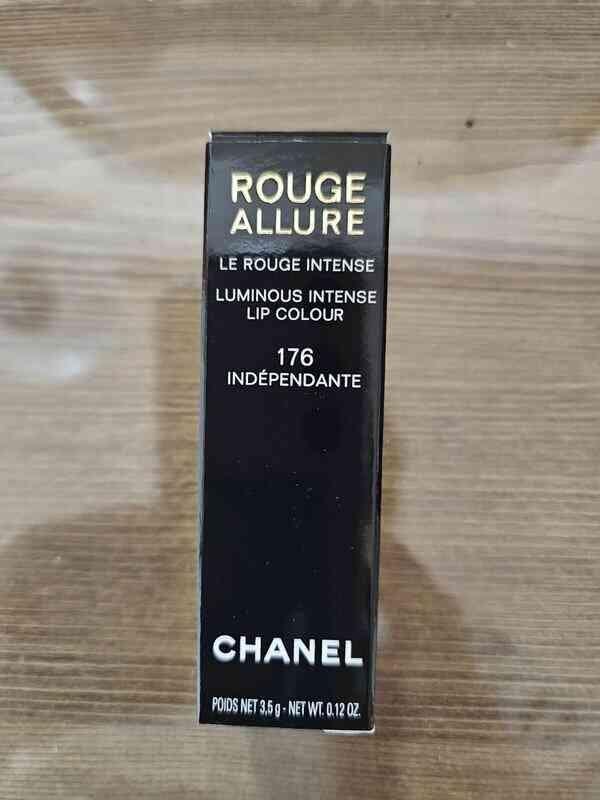 ROUGE
ALLURE
LE ROUGE INTENSE
LUMINOUS INTENSE
LIP COLOUR
176
INDÉPENDANTE
CHANEL
POIDS NET 3,5 g - NET WT. 0.12 OZ.